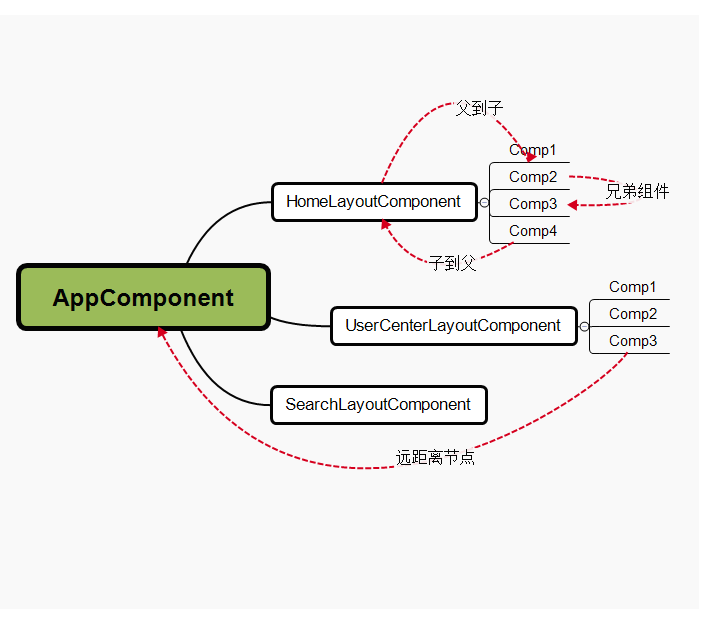 父到子
Comp1
Comp2
兄弟组件
HomeLayoutComponent
Comp3
Comp4
子到父
AppComponent
Comp1
Comp2
UserCenterLayoutComponent
Comp3
SearchLayoutComponent
远距离节点